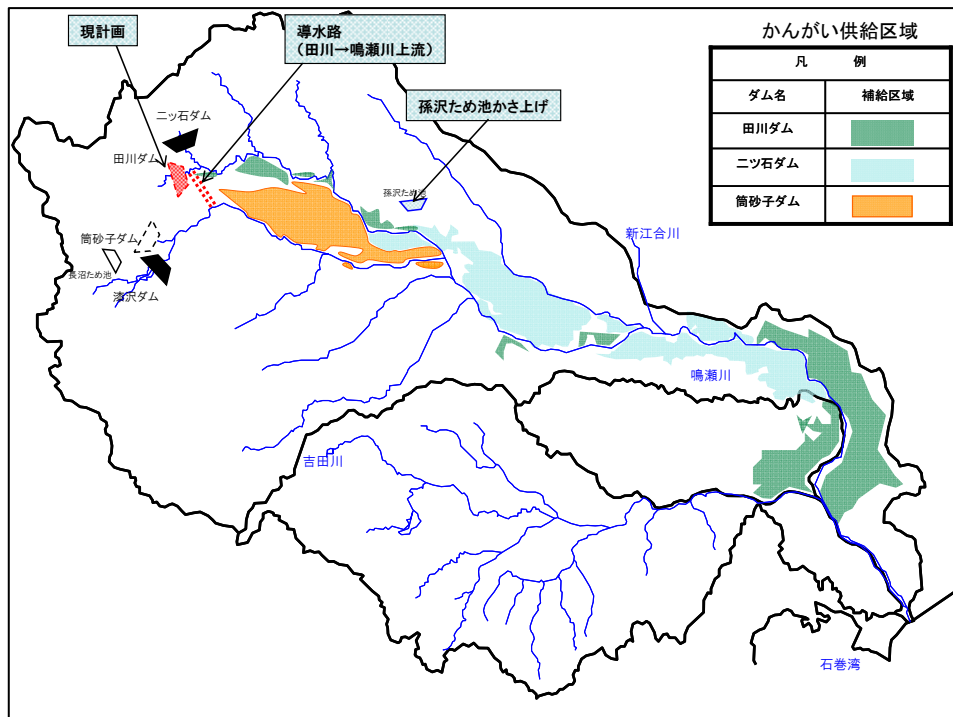 現計画
導水路
(田川→鳴瀬川上流)
孫沢ため池かさ上げ
かんがい供給区域
凡 例
ダム名 補給区域
田川ダム
二ツ石ダム
筒砂子ダム
二ツ石ダム
田川ダム
孫沢ため池
筒砂子ダム
長沼ため池
漆沢ダム
新江合川
鳴瀬川
吉田川
石巻湾